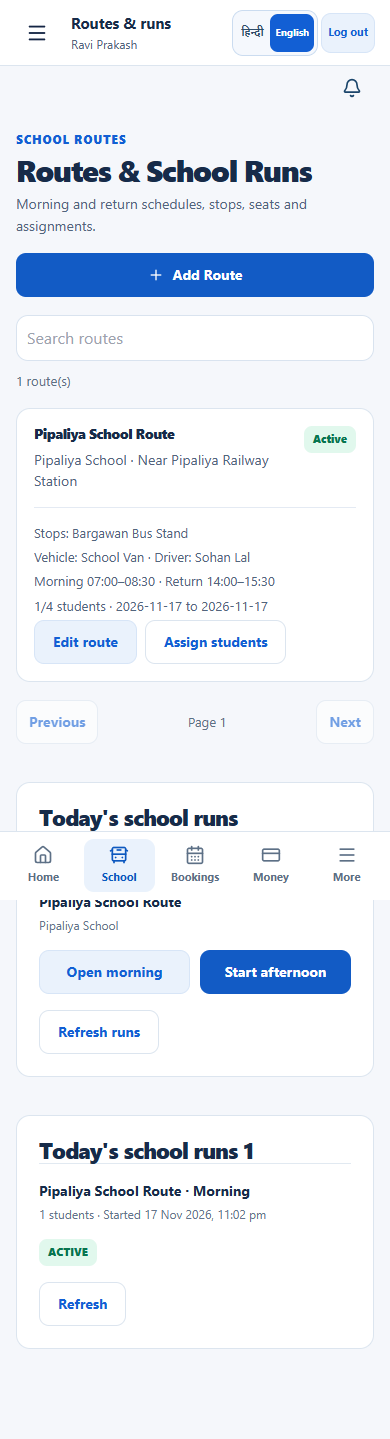 Routes & runs
Ravi Prakash
हिन्दी
English
Log out
SCHOOL ROUTES
Routes & School Runs
Morning and return schedules, stops, seats and
assignments.
+ Add Route
Search routes
1 route(s)
Pipaliya School Route
Active
Pipaliya School · Near Pipaliya Railway
Station
Stops: Bargawan Bus Stand
Vehicle: School Van · Driver: Sohan Lal
Morning 07:00–08:30 · Return 14:00–15:30
1/4 students · 2026-11-17 to 2026-11-17
Edit route
Assign students
Previous
Page 1
Next
Today's school runs
Home
School
Bookings
Money
More
Pipaliya School Route
Pipaliya School
Open morning
Start afternoon
Refresh runs
Today's school runs 1
Pipaliya School Route · Morning
1 students · Started 17 Nov 2026, 11:02 pm
ACTIVE
Refresh